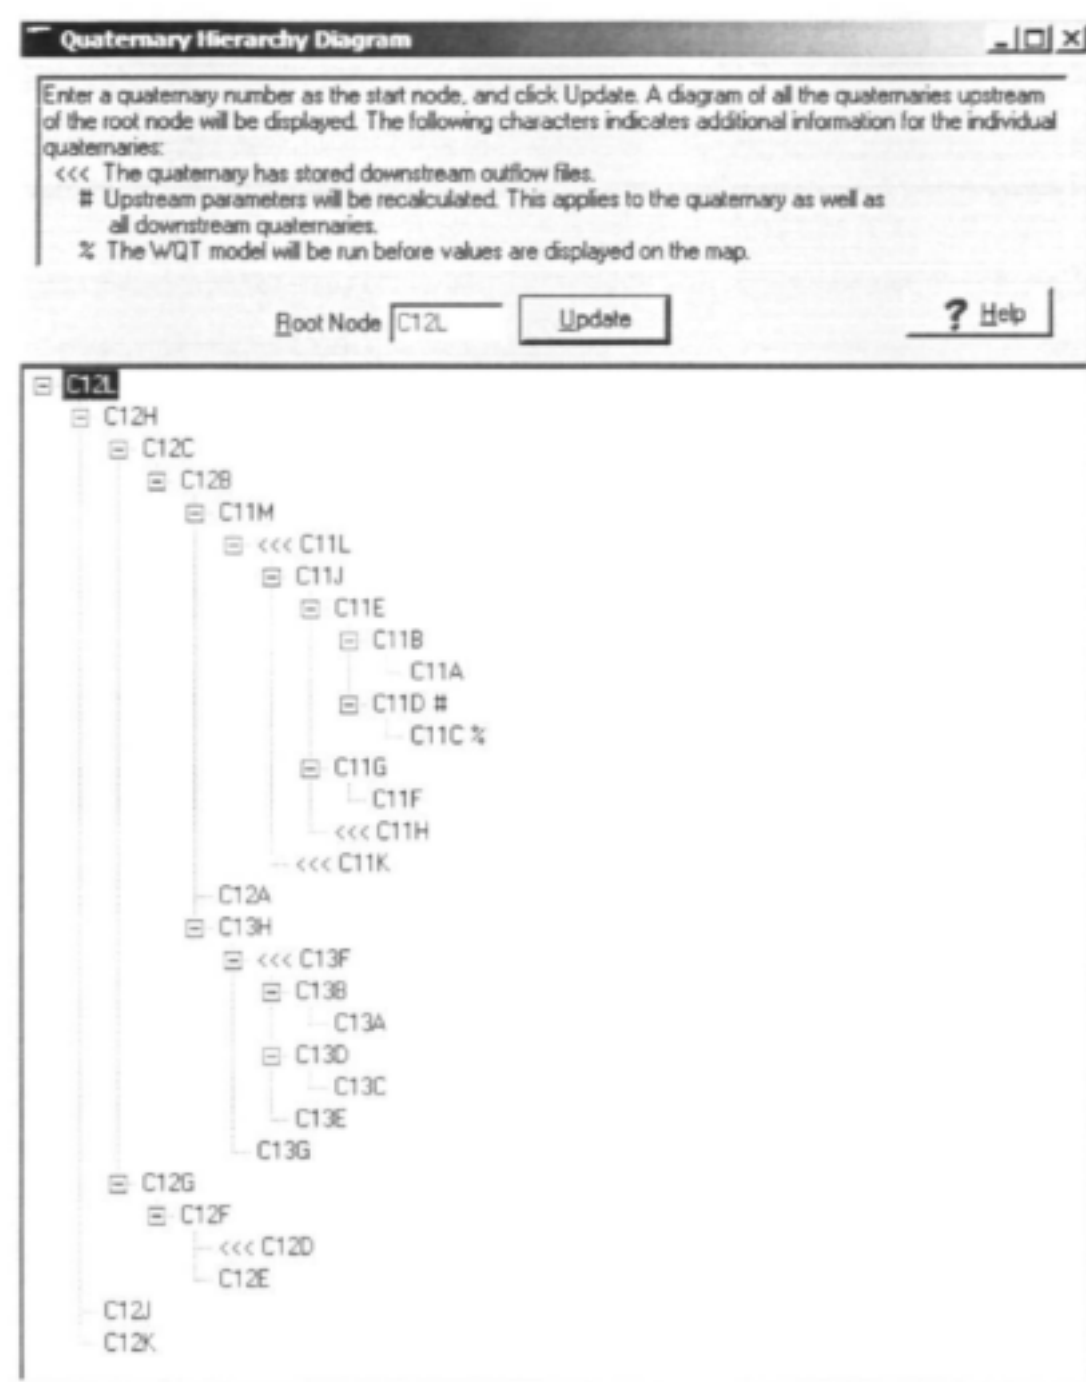 Quaternary Hierarchy Diagram
Enter a quaternary number as the start node, and click Update. A diagram of all the quaternaries upstream
of the root node will be displayed. The following characters indicates additional information for the individual
quaternaries:
<<< The quaternary has stored downstream outflow files.
# Upstream parameters will be recalculated. This applies to the quaternary as well as
all downstream quaternaries.
% The WQT model will be run before values are displayed on the map.
Root Node C12L Update ? Help
C12L
C12H
C12C
C12B
C11M
<<< C11L
C11J
C11E
C11B
C11A
C11D #
C11C %
C11G
C11F
<<< C11H
<<< C11K
C12A
C13H
<<< C13F
C13B
C13A
C13D
C13C
C13E
C13G
C12G
C12F
<<< C12D
C12E
C12J
C12K